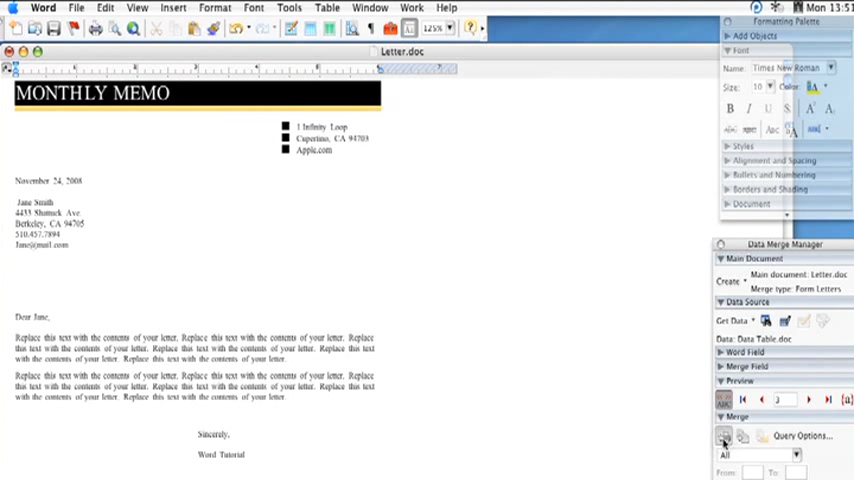 Word File Edit View Insert Format Font Tools Table Window Work Help Mon 13:51
125%
Letter.doc
MONTHLY MEMO
1 Infinity Loop
Cupertino, CA 94703
Apple.com
November 24, 2008
Jane Smith
4433 Shattuck Ave.
Berkeley, CA 94705
510.457.7894
Jane@mail.com
Dear Jane,
Replace this text with the contents of your letter. Replace this text with the contents of your letter. Replace
this text with the contents of your letter. Replace this text with the contents of your letter. Replace this text
with the contents of your letter. Replace this text with the contents of your letter.
Replace this text with the contents of your letter. Replace this text with the contents of your letter. Replace
this text with the contents of your letter. Replace this text with the contents of your letter. Replace this text
with the contents of your letter. Replace this text with the contents of your letter.
Sincerely,
Word Tutorial
Formatting Palette
Add Objects
Font
Name: Times New Roman
Size: 10 Color:
B I U S A² A₂
Styles
Alignment and Spacing
Bullets and Numbering
Borders and Shading
Document
Data Merge Manager
Main Document
Main document: Letter.doc
Create
Merge type: Form Letters
Data Source
Get Data
Data: Data Table.doc
Word Field
Merge Field
Preview
3
Merge
Query Options...
All
From: To: